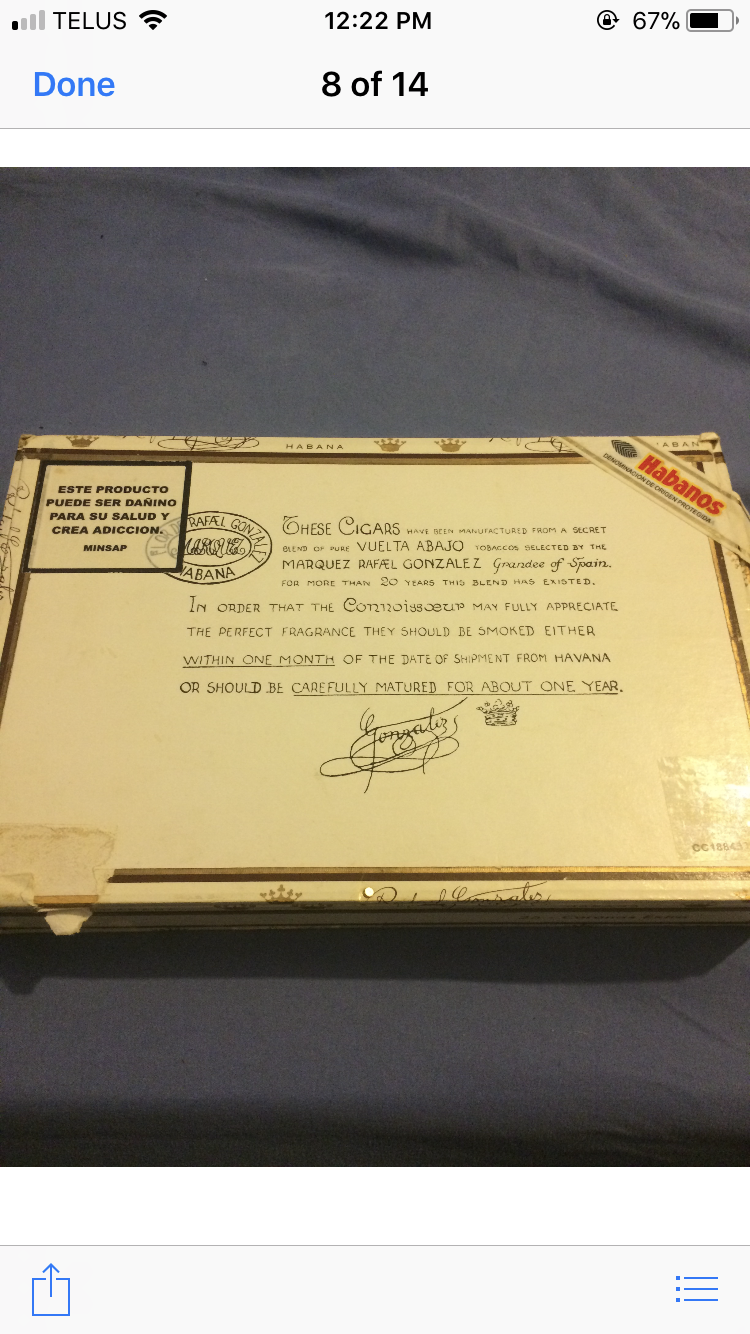 TELUS 12:22 PM 67%
Done 8 of 14
HABANA
Habanos
DENOMINACIÓN DE ORIGEN PROTEGIDA
ESTE PRODUCTO
PUEDE SER DAÑINO
PARA SU SALUD Y
CREA ADICCION.
MINSAP
RAFAEL GONZALEZ
MARQUEZ
HABANA
THESE CIGARS HAVE BEEN MANUFACTURED FROM A SECRET
BLEND OF PURE VUELTA ABAJO TOBACCOS SELECTED BY THE
MARQUEZ RAFAEL GONZALEZ Grandee of Spain.
FOR MORE THAN 20 YEARS THIS BLEND HAS EXISTED.
IN ORDER THAT THE Connoisseur MAY FULLY APPRECIATE
THE PERFECT FRAGRANCE THEY SHOULD BE SMOKED EITHER
WITHIN ONE MONTH OF THE DATE OF SHIPMENT FROM HAVANA
OR SHOULD BE CAREFULLY MATURED FOR ABOUT ONE YEAR.
Gonzalez